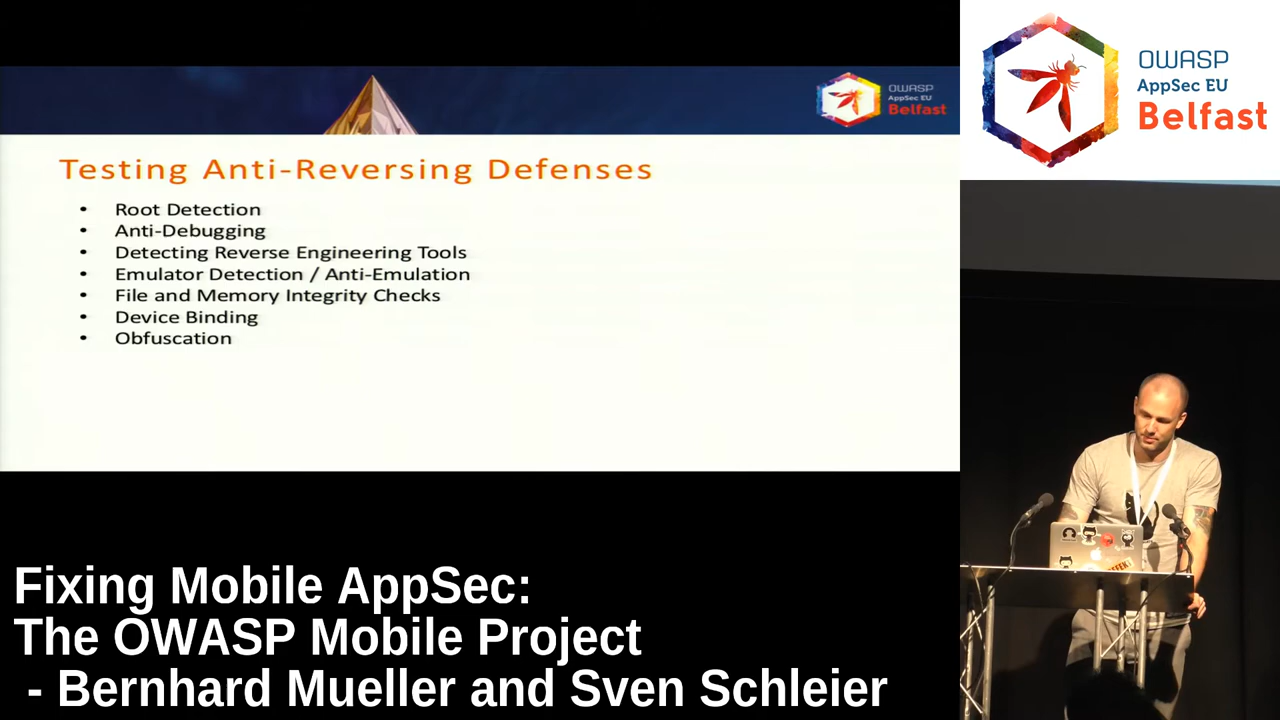 OWASP
AppSec EU
Belfast
OWASP
AppSec EU
Belfast
Testing Anti-Reversing Defenses
• Root Detection
• Anti-Debugging
• Detecting Reverse Engineering Tools
• Emulator Detection / Anti-Emulation
• File and Memory Integrity Checks
• Device Binding
• Obfuscation
Fixing Mobile AppSec:
The OWASP Mobile Project
- Bernhard Mueller and Sven Schleier